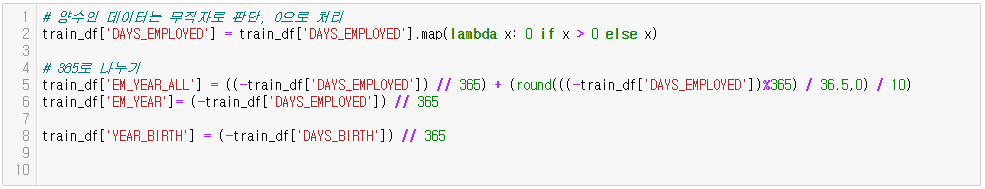 1 # 양수인 데이터는 무직자로 판단, 0으로 처리
2 train_df['DAYS_EMPLOYED'] = train_df['DAYS_EMPLOYED'].map(lambda x: 0 if x > 0 else x)
3
4 # 365로 나누기
5 train_df['EM_YEAR_ALL'] = ((-train_df['DAYS_EMPLOYED']) // 365) + (round(((-train_df['DAYS_EMPLOYED'])%365) / 36.5,0) / 10)
6 train_df['EM_YEAR']= (-train_df['DAYS_EMPLOYED']) // 365
7
8 train_df['YEAR_BIRTH'] = (-train_df['DAYS_BIRTH']) // 365
9
10